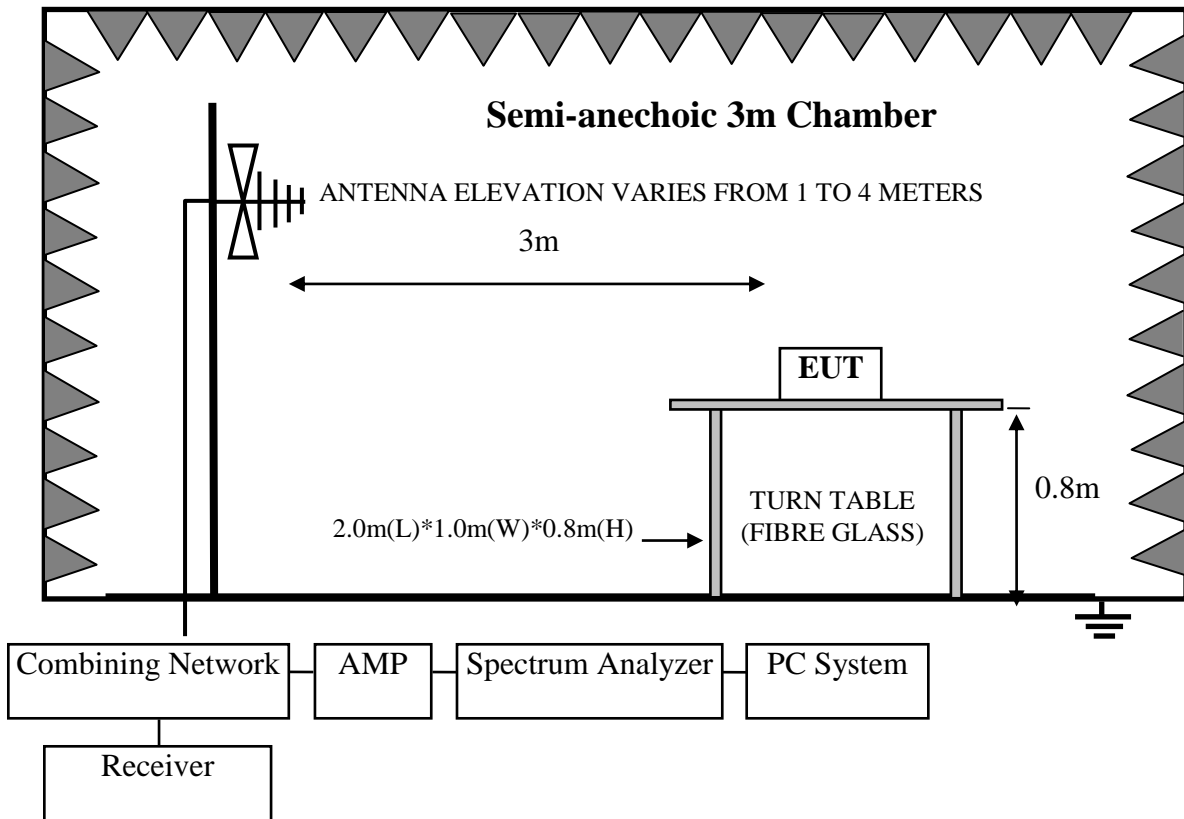 Semi-anechoic 3m Chamber
ANTENNA ELEVATION VARIES FROM 1 TO 4 METERS
3m
EUT
0.8m
TURN TABLE
(FIBRE GLASS)
2.0m(L)*1.0m(W)*0.8m(H)
Combining Network
AMP
Spectrum Analyzer
PC System
Receiver